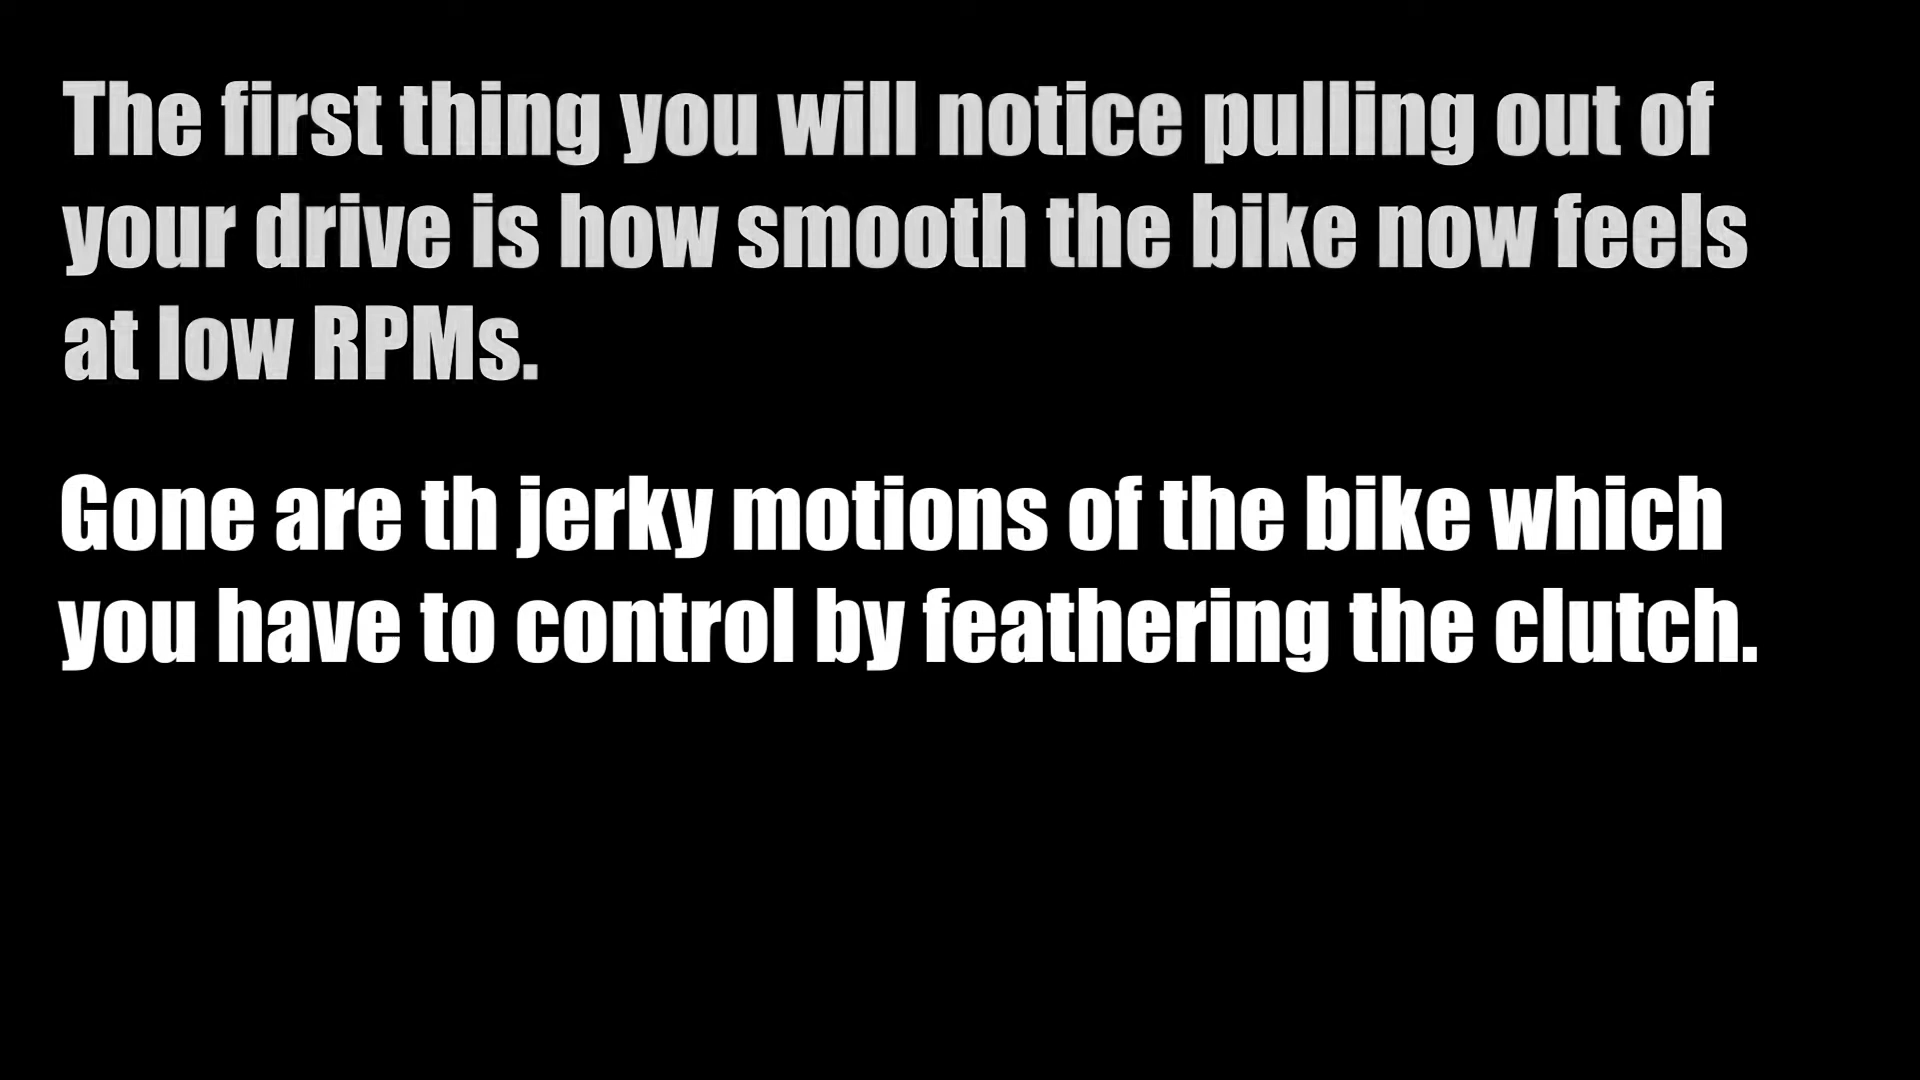 The first thing you will notice pulling out of
your drive is how smooth the bike now feels
at low RPMs.
Gone are th jerky motions of the bike which
you have to control by feathering the clutch.